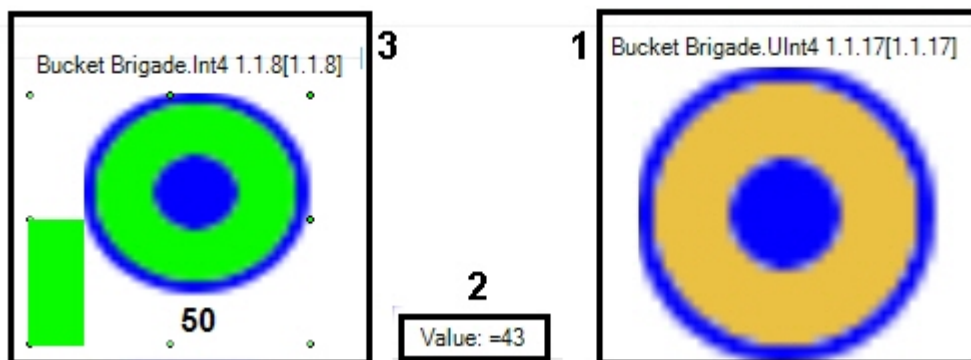 Bucket Brigade.Int4 1.1.8[1.1.8]
3
50
2
Value: =43
1
Bucket Brigade.UInt4 1.1.17[1.1.17]